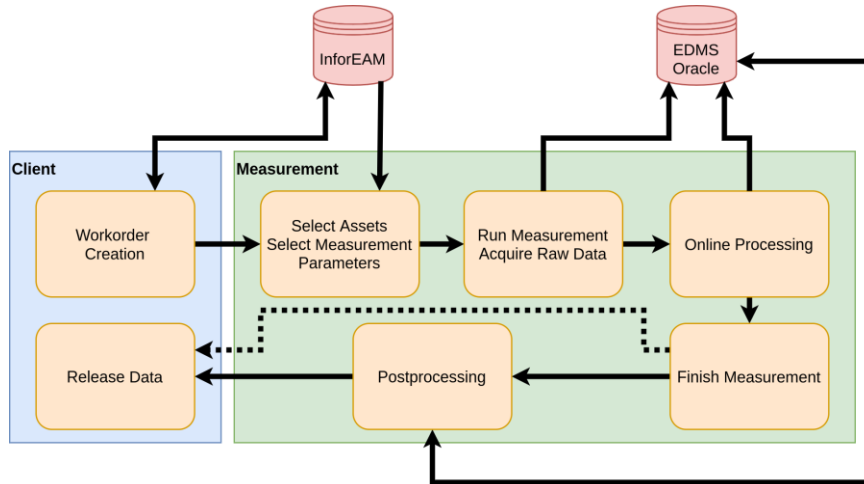 InforEAM
EDMS
Oracle
Client
Measurement
Workorder
Creation
Select Assets
Select Measurement
Parameters
Run Measurement
Acquire Raw Data
Online Processing
Release Data
Postprocessing
Finish Measurement